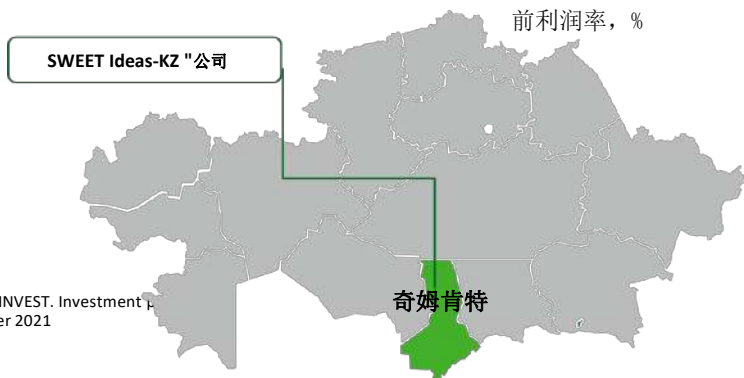 前利润率，%
SWEET Ideas-KZ "公司
奇姆肯特
INVEST. Investment
er 2021